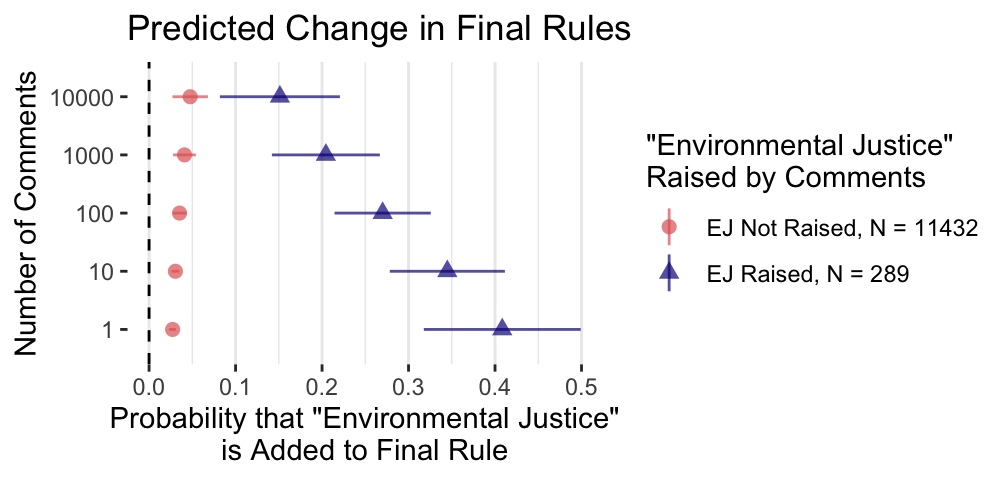 Predicted Change in Final Rules
Number of Comments
10000
1000
100
10
1
0.0 0.1 0.2 0.3 0.4 0.5
Probability that "Environmental Justice"
is Added to Final Rule
"Environmental Justice"
Raised by Comments
EJ Not Raised, N = 11432
EJ Raised, N = 289